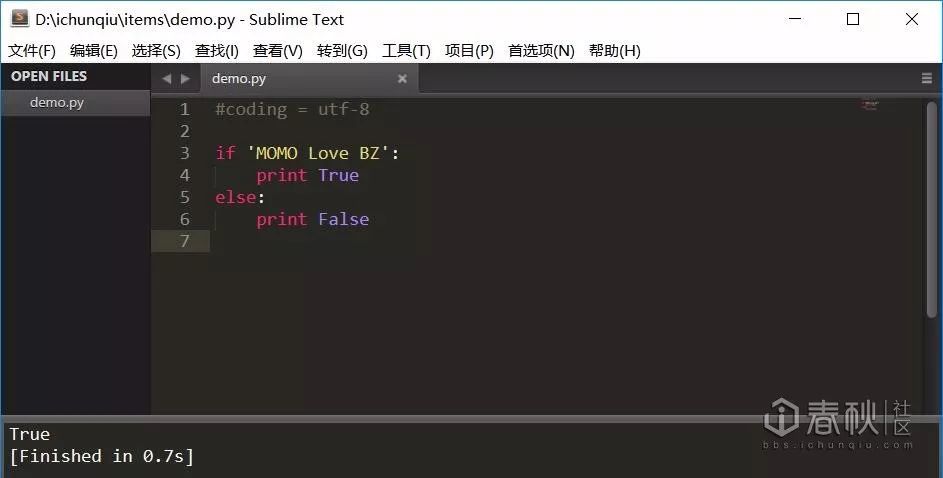 D:\ichunqiu\items\demo.py - Sublime Text
文件(F) 编辑(E) 选择(S) 查找(I) 查看(V) 转到(G) 工具(T) 项目(P) 首选项(N) 帮助(H)
OPEN FILES
demo.py
demo.py
1 #coding = utf-8
2
3 if 'MOMO Love BZ':
4     print True
5 else:
6     print False
7
True
[Finished in 0.7s]
春秋 社区
bbs.ichunqiu.com